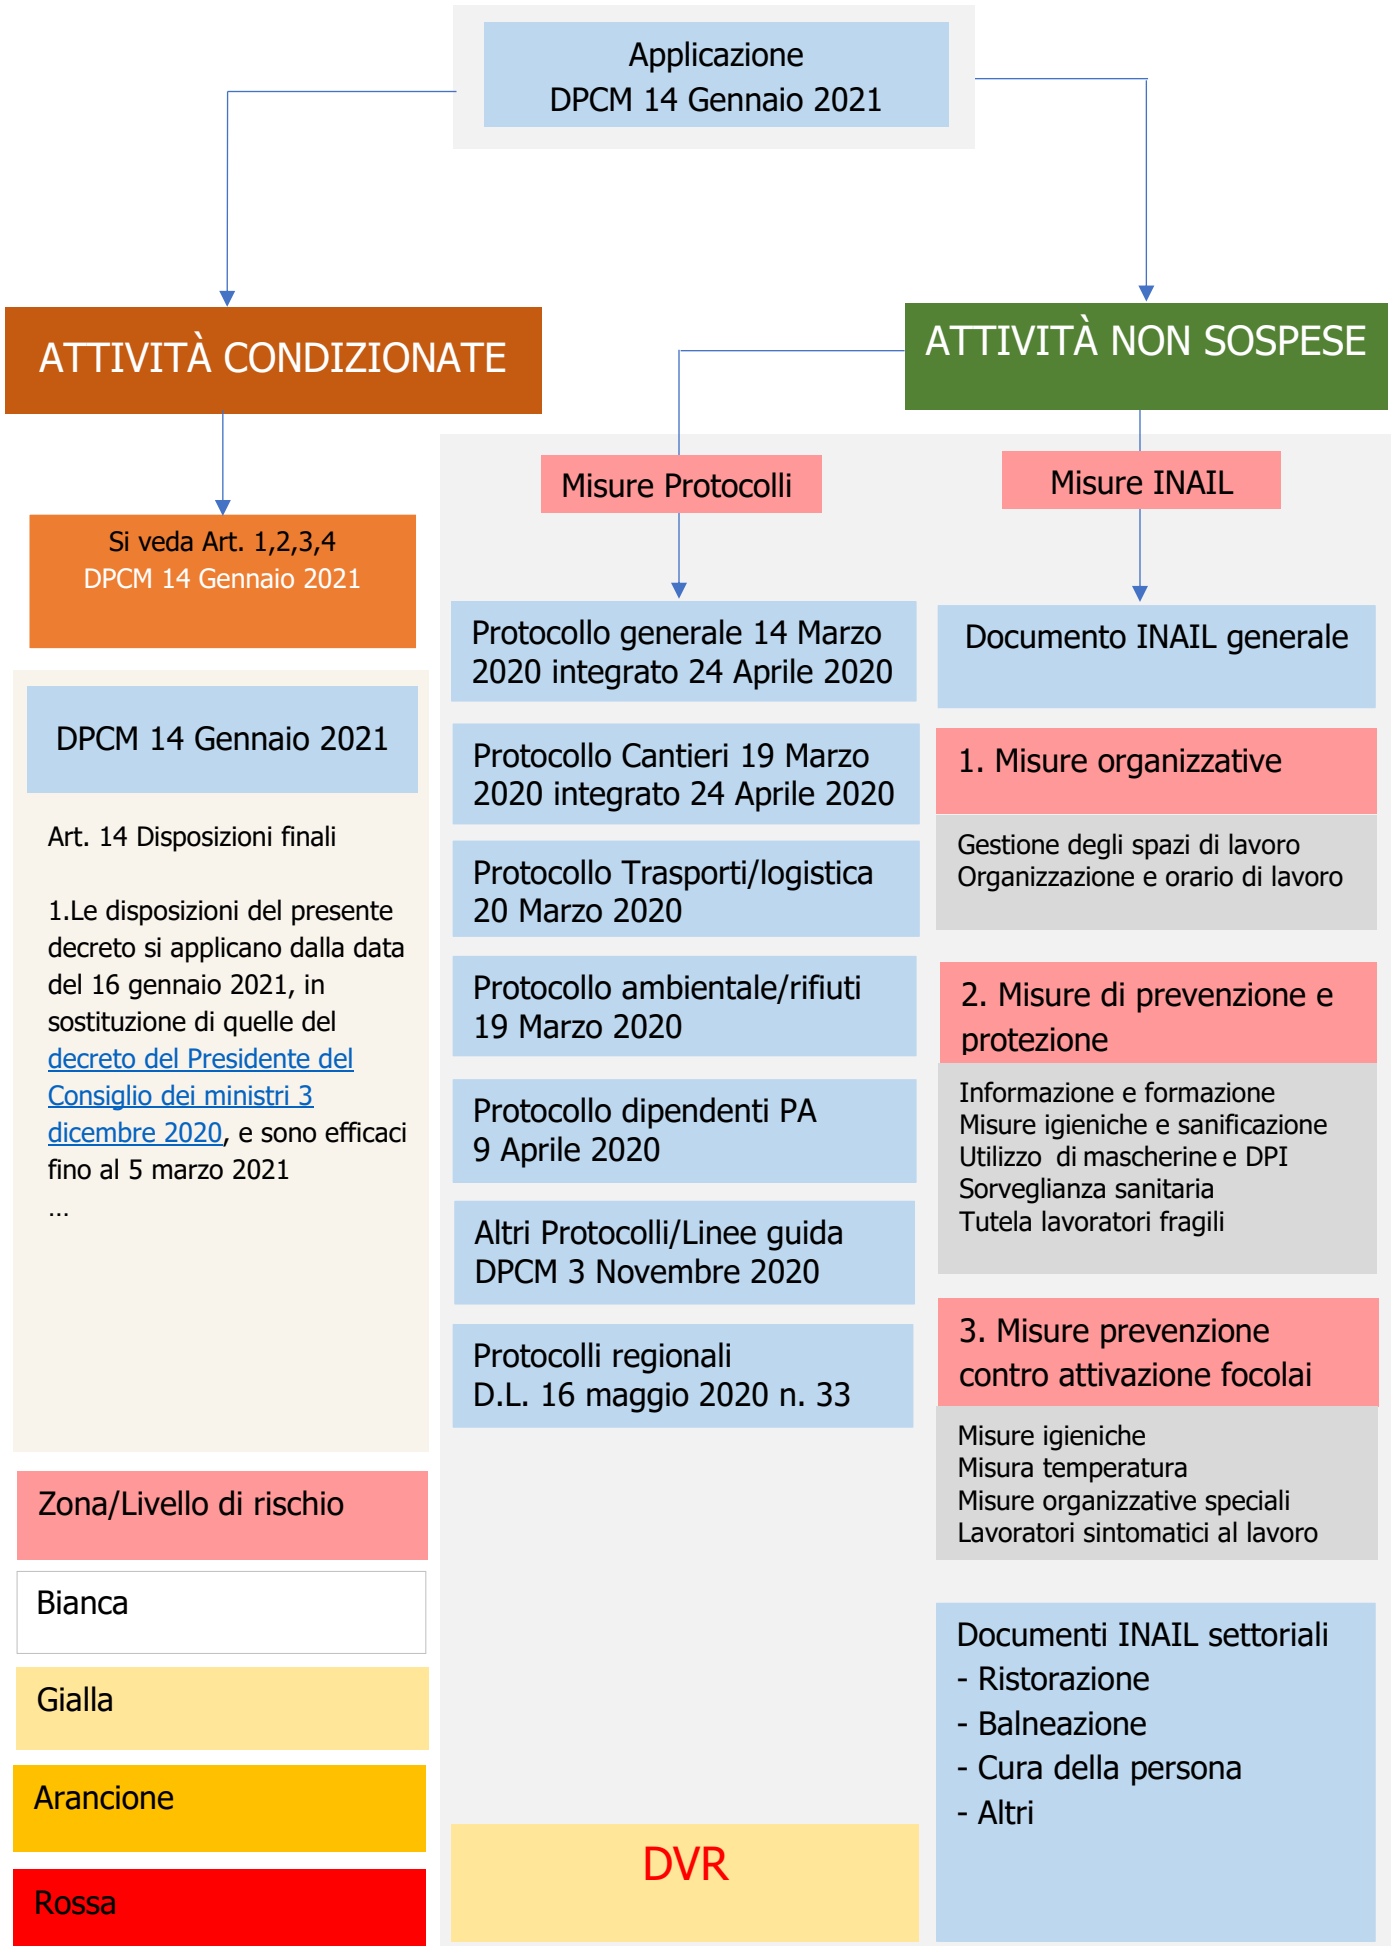 Applicazione
DPCM 14 Gennaio 2021
ATTIVITÀ CONDIZIONATE
ATTIVITÀ NON SOSPESE
Si veda Art. 1,2,3,4
DPCM 14 Gennaio 2021
DPCM 14 Gennaio 2021
Art. 14 Disposizioni finali
1.Le disposizioni del presente
decreto si applicano dalla data
del 16 gennaio 2021, in
sostituzione di quelle del
decreto del Presidente del
Consiglio dei ministri 3
dicembre 2020, e sono efficaci
fino al 5 marzo 2021
...
Zona/Livello di rischio
Bianca
Gialla
Arancione
Rossa
Misure Protocolli
Protocollo generale 14 Marzo
2020 integrato 24 Aprile 2020
Protocollo Cantieri 19 Marzo
2020 integrato 24 Aprile 2020
Protocollo Trasporti/logistica
20 Marzo 2020
Protocollo ambientale/rifiuti
19 Marzo 2020
Protocollo dipendenti PA
9 Aprile 2020
Altri Protocolli/Linee guida
DPCM 3 Novembre 2020
Protocolli regionali
D.L. 16 maggio 2020 n. 33
DVR
Misure INAIL
Documento INAIL generale
1. Misure organizzative
Gestione degli spazi di lavoro
Organizzazione e orario di lavoro
2. Misure di prevenzione e
protezione
Informazione e formazione
Misure igieniche e sanificazione
Utilizzo di mascherine e DPI
Sorveglianza sanitaria
Tutela lavoratori fragili
3. Misure prevenzione
contro attivazione focolai
Misure igieniche
Misura temperatura
Misure organizzative speciali
Lavoratori sintomatici al lavoro
Documenti INAIL settoriali
- Ristorazione
- Balneazione
- Cura della persona
- Altri